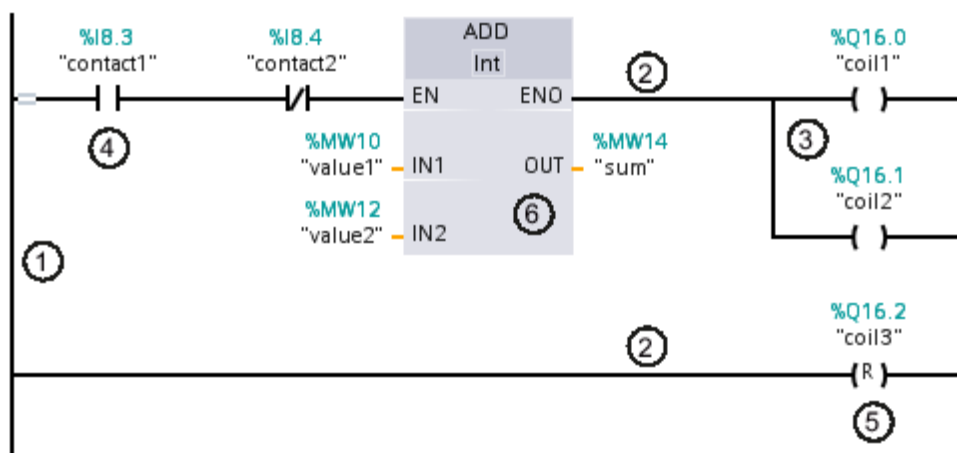 %I8.3
"contact1"
%I8.4
"contact2"
ADD
Int
EN
ENO
2
%Q16.0
"coil1"
4
3
%MW10
"value1"
IN1
OUT
%MW14
"sum"
%Q16.1
"coil2"
6
%MW12
"value2"
IN2
1
%Q16.2
"coil3"
2
R
5